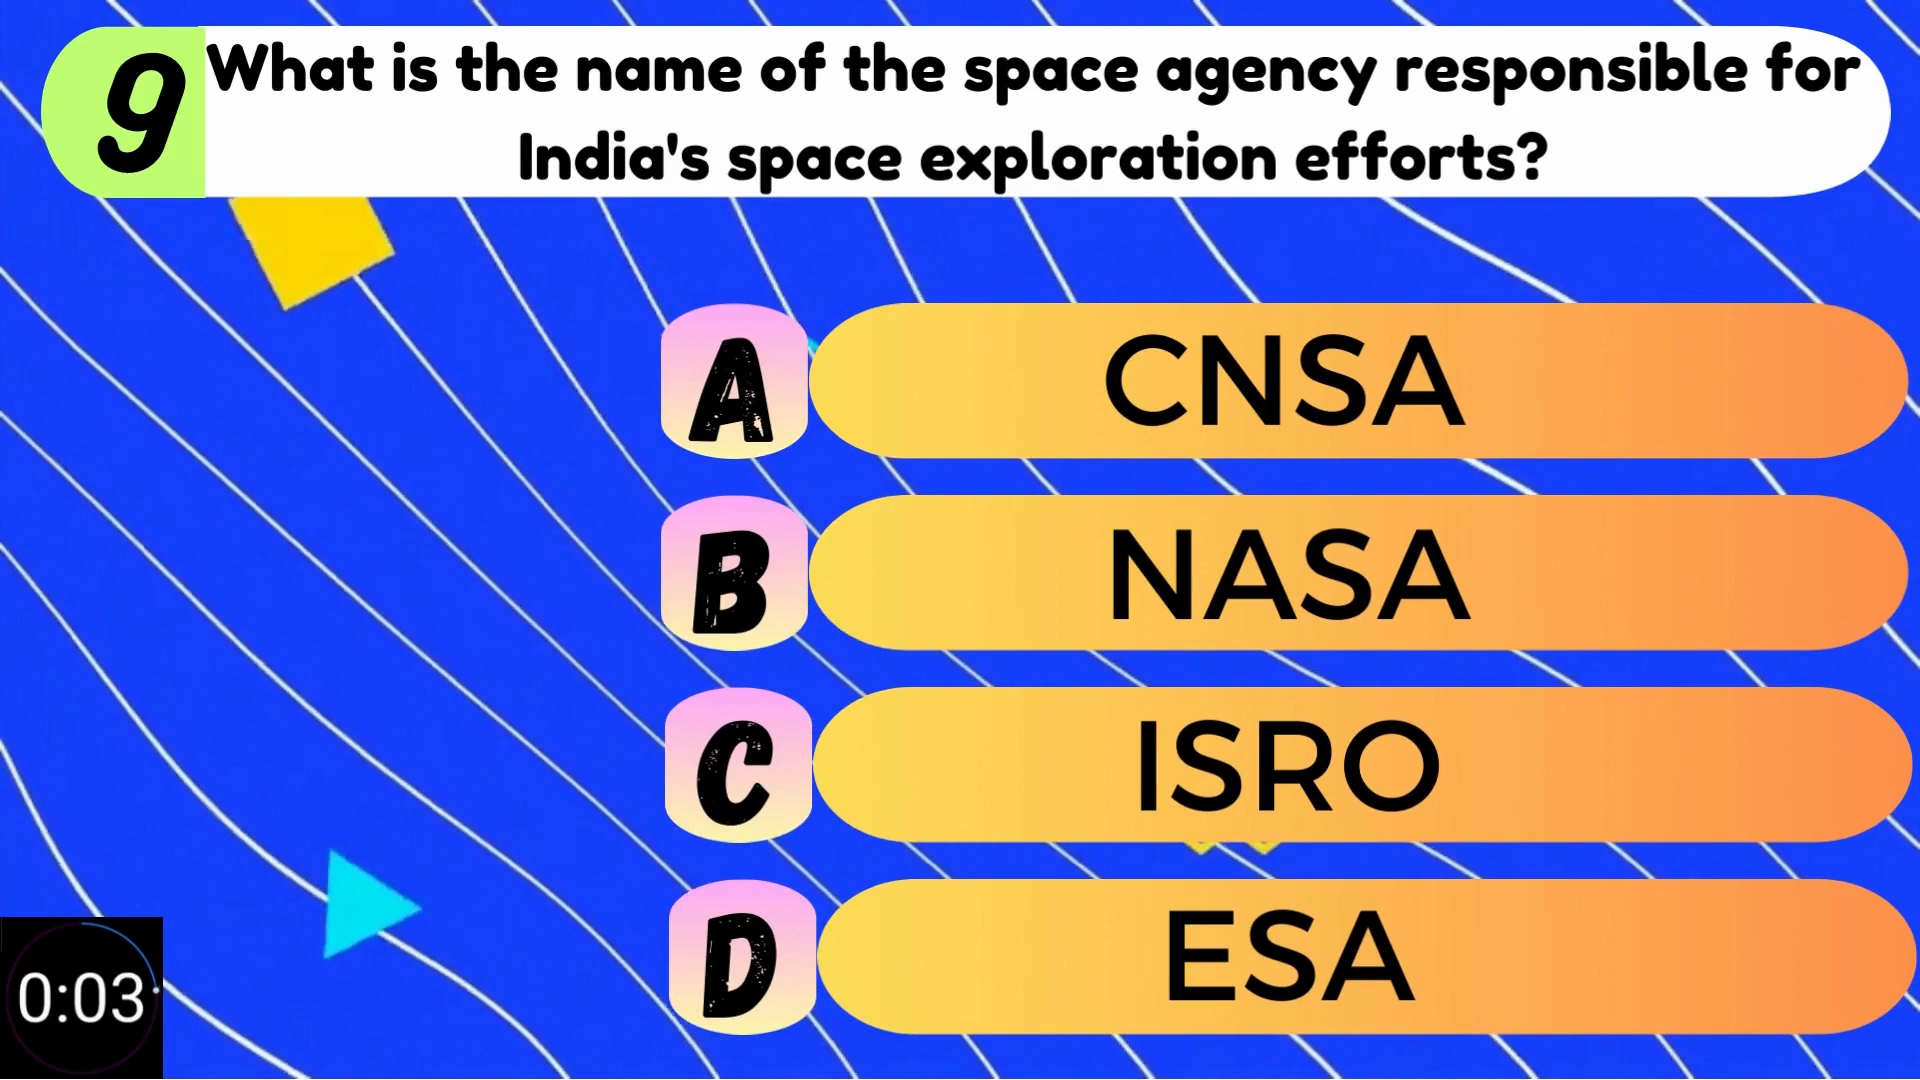 9
What is the name of the space agency responsible for
India's space exploration efforts?
A CNSA
B NASA
C ISRO
D ESA
0:03